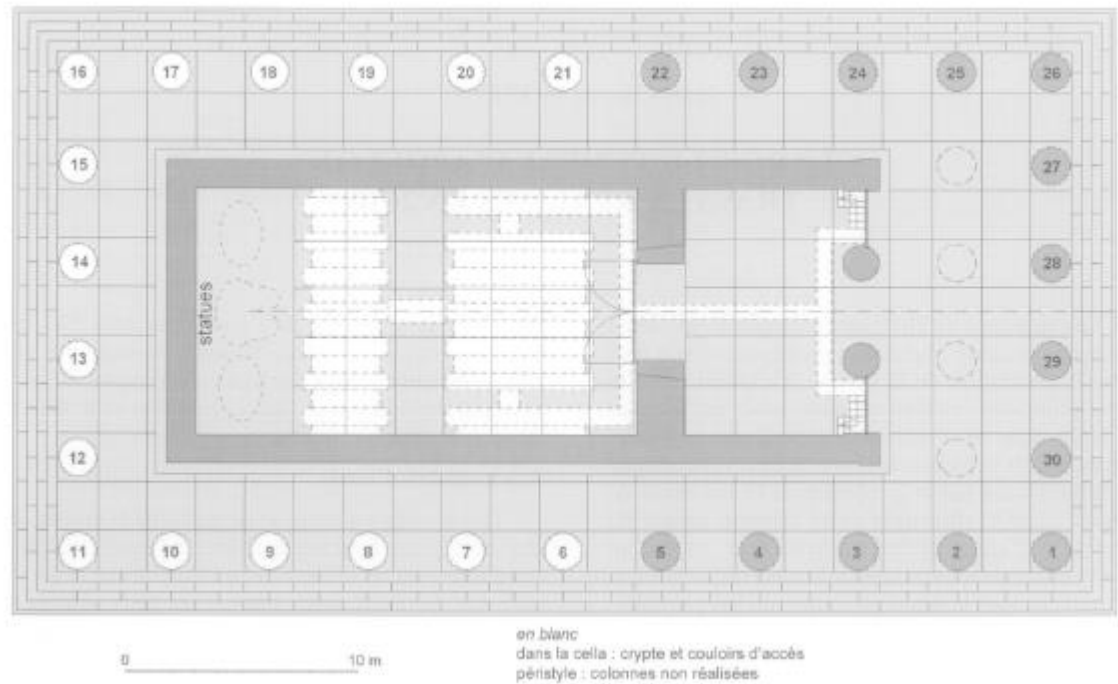 16 17 18 19 20 21 22 23 24 25 26
15 27
14 28
statues
13 29
12 30
11 10 9 8 7 6 5 4 3 2 1
en blanc
0 10 m
dans la cella : crypte et couloirs d'accès
péristyle : colonnes non réalisées